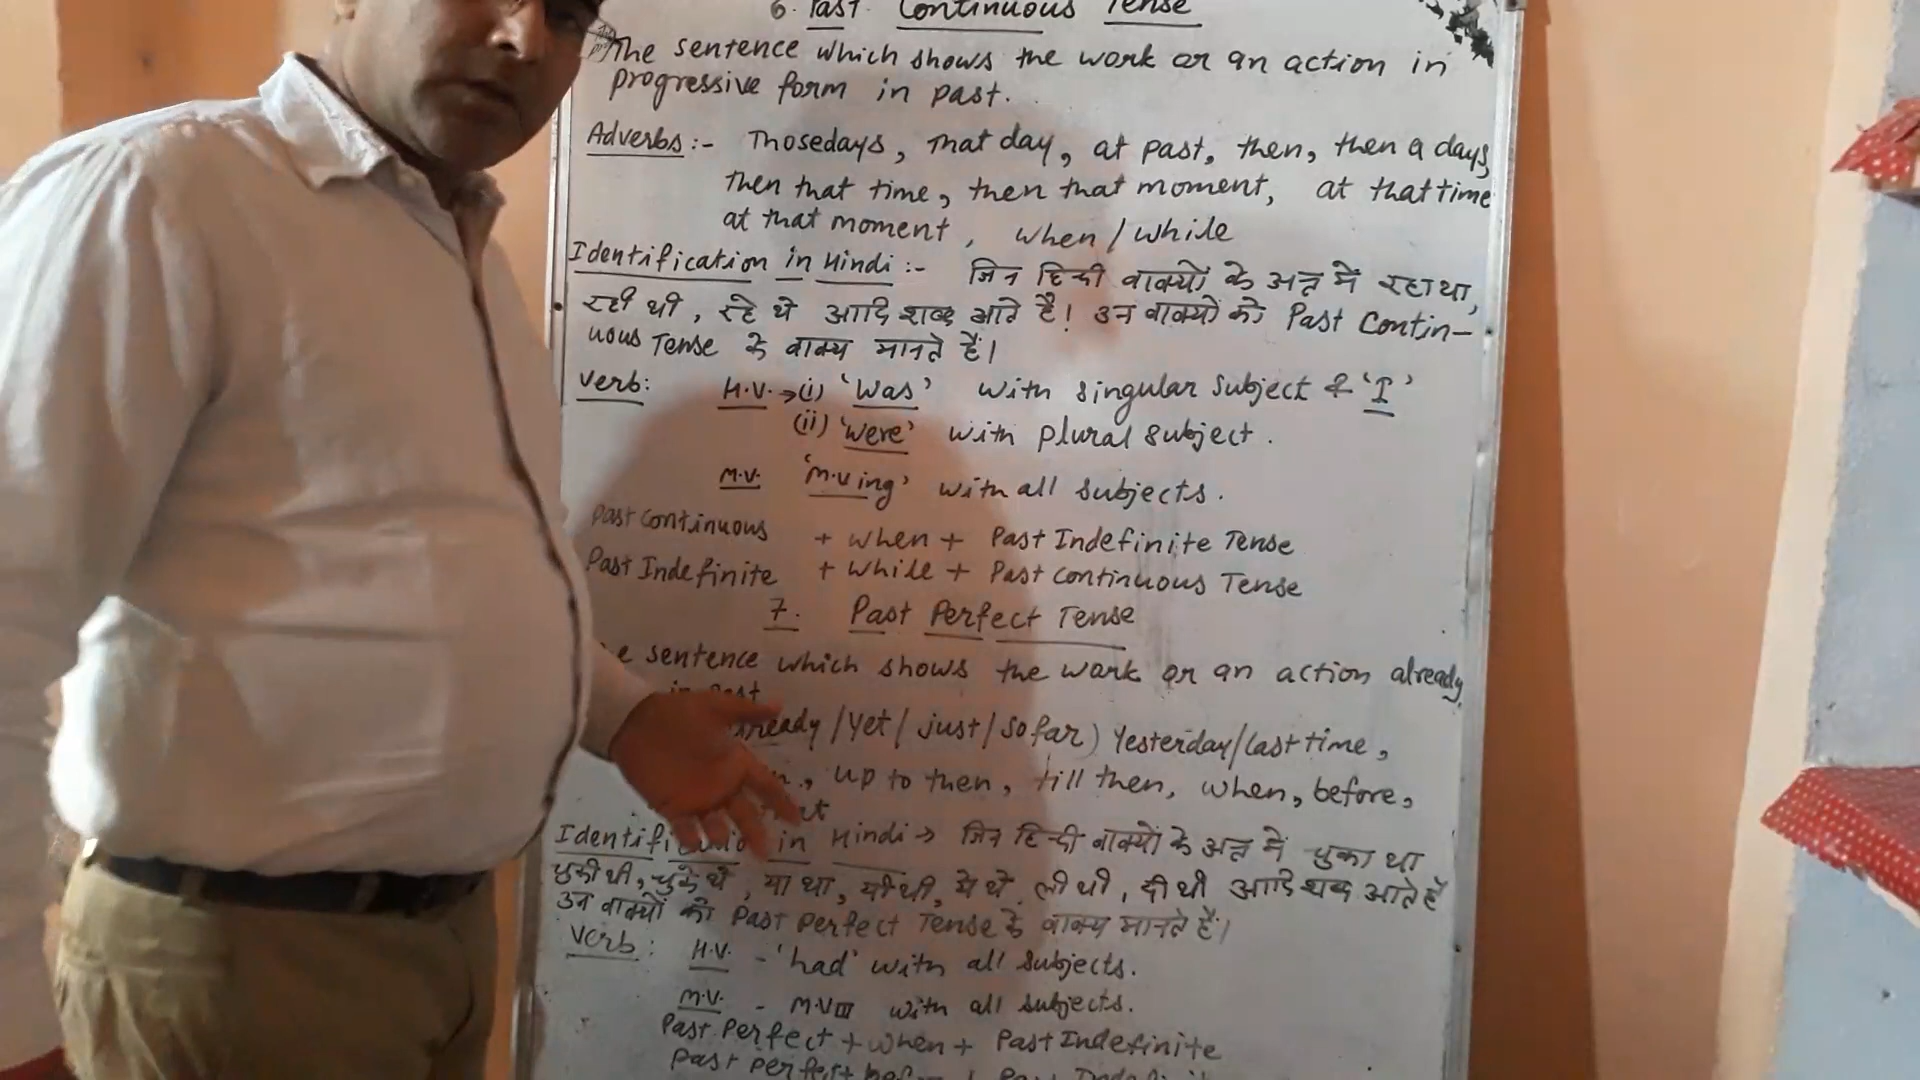 6. Past Continuous Tense
The sentence which shows the work or an action in
progressive form in past.
Adverbs :- Thosedays, That day, at past, then, then a days,
then that time, then that moment, at that time
at that moment, when / while
Identification in Hindi :- जिन हिन्दी वाक्यों के अन्त में रहा था,
रही थी, रहे थे आदि शब्द आते है। उन वाक्यों को Past Contin-
uous Tense के वाक्य मानते हैं।
Verb: H.V. → (i) 'Was' with singular subject & 'I'
(ii) 'Were' with plural subject.
M.V. 'M.V ing' with all subjects.
Past Continuous + when + Past Indefinite Tense
Past Indefinite + while + Past Continuous Tense
7. Past Perfect Tense
sentence which shows the work or an action already
in past
already / Yet / just / so far) Yesterday / last time,
up to then, till then, when, before,
Identification in Hindi → जिन हिन्दी वाक्यों के अन्त में चुका था
चुकी थी, चुके थे, या था, यी थी, ये थे, ली थी, दी थी आदि शब्द आते हैं
उन वाक्यों को Past Perfect Tense के वाक्य मानते हैं।
Verb: H.V. - 'had' with all subjects.
M.V. - M.V III with all subjects.
Past Perfect + when + Past Indefinite
Past Perfect +